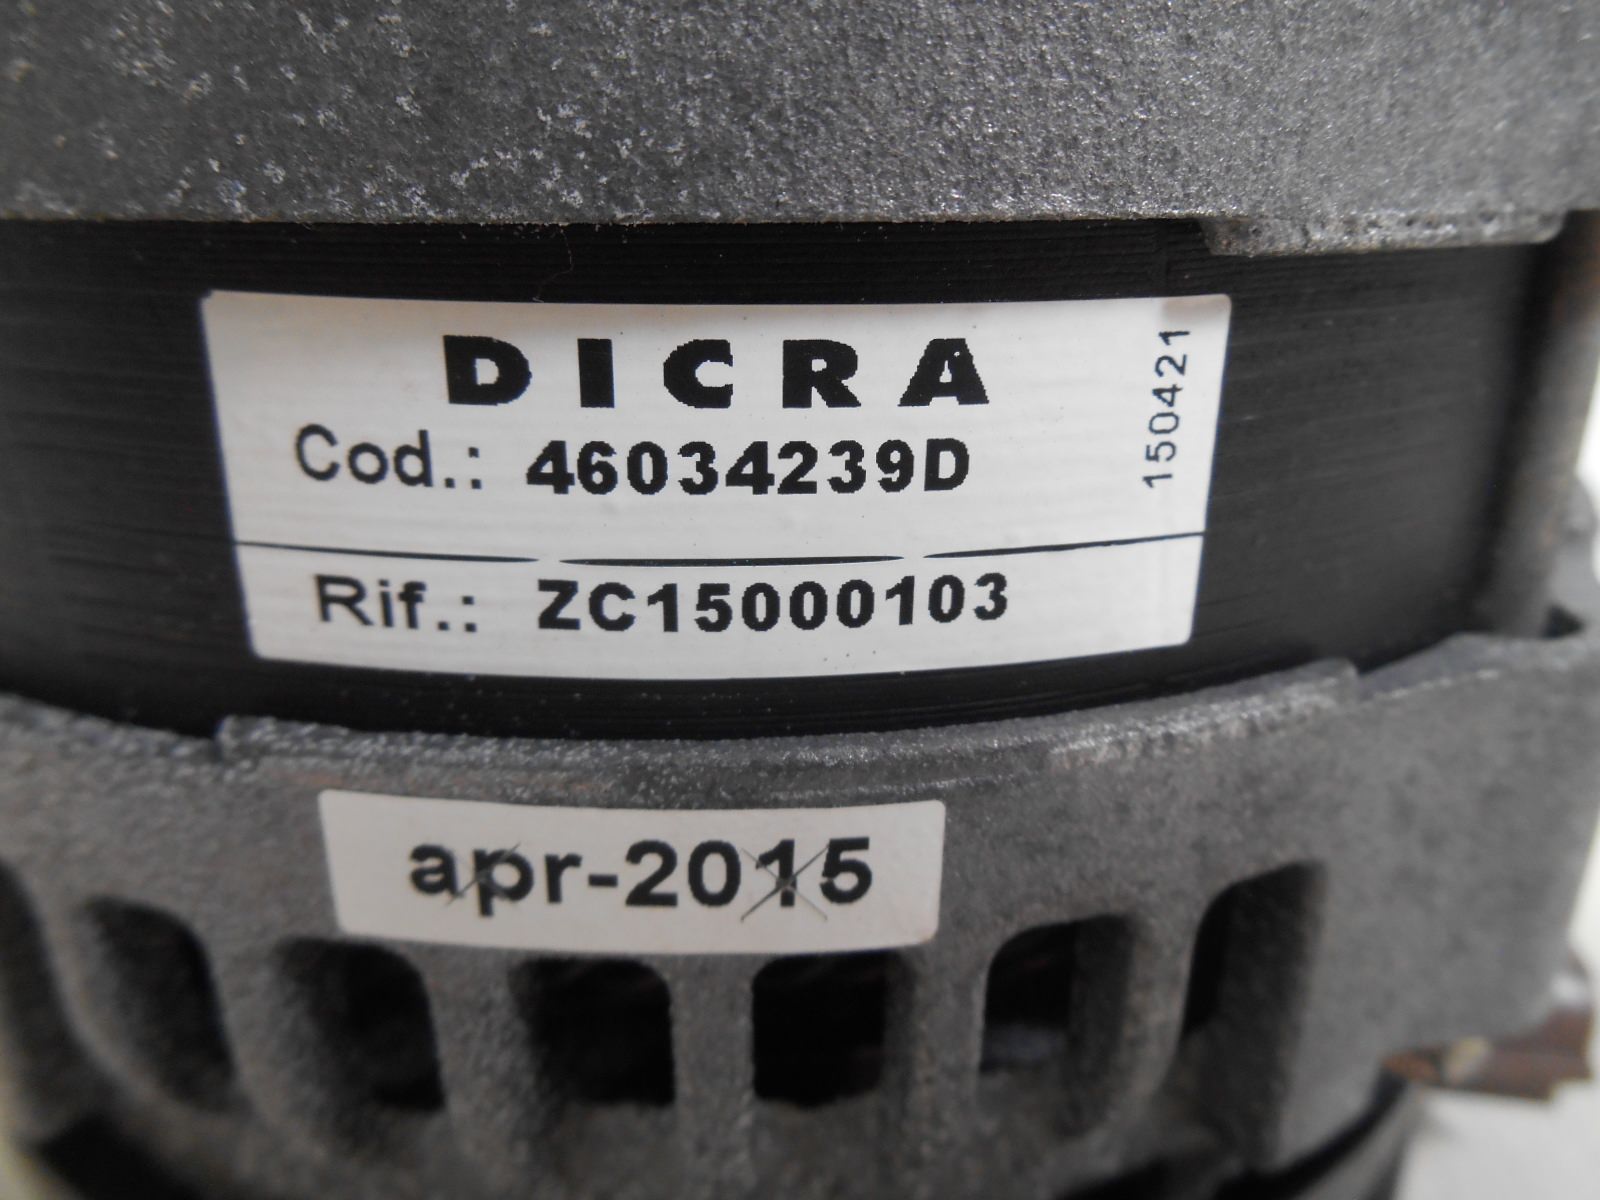 DICRA
150421
Cod.: 46034239D
Rif.: ZC15000103
apr-2015